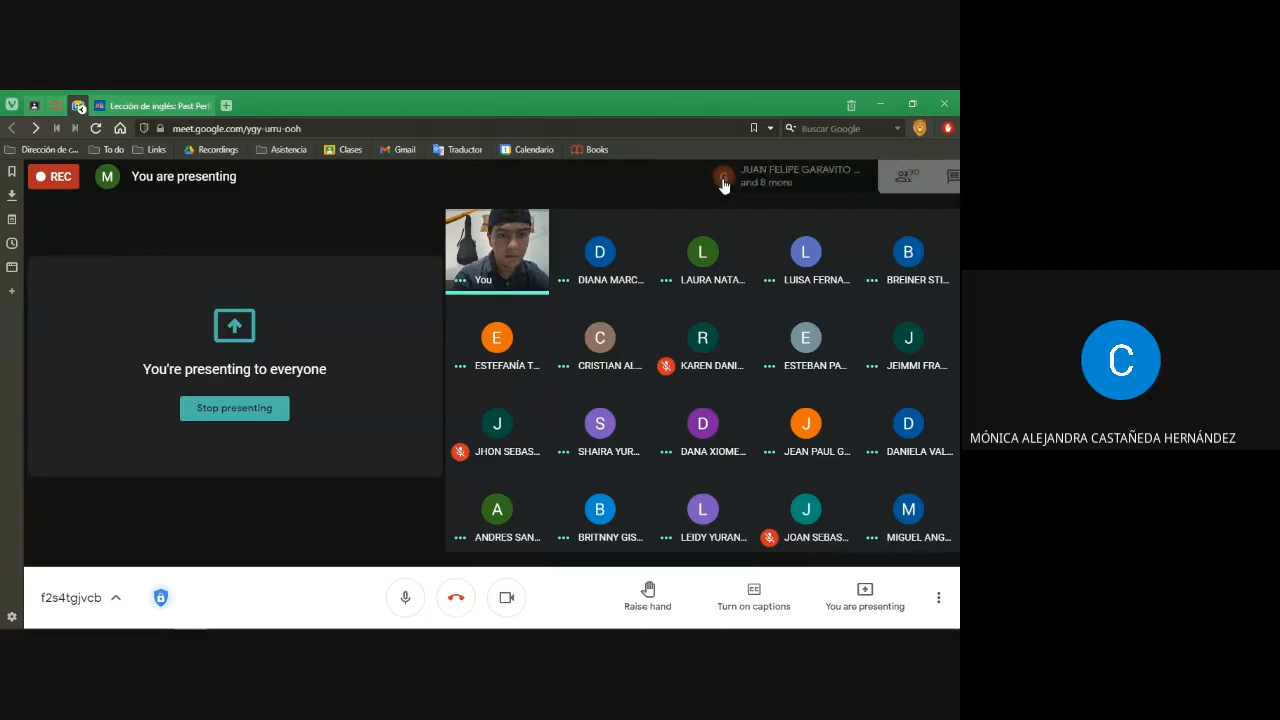 Lección de inglés: Past Perf
meet.google.com/ygy-urru-ooh
Buscar Google
Dirección de c...
To do
Links
Recordings
Asistencia
Clases
Gmail
Traductor
Calendario
Books
REC
M
You are presenting
JUAN FELIPE GARAVITO ...
and 8 more
30
You
D
DIANA MARC...
L
LAURA NATA...
L
LUISA FERNA...
B
BREINER STI...
E
ESTEFANÍA T...
C
CRISTIAN AL...
R
KAREN DANI...
E
ESTEBAN PA...
J
JEIMMI FRA...
You're presenting to everyone
Stop presenting
J
JHON SEBAS...
S
SHAIRA YUR...
D
DANA XIOME...
J
JEAN PAUL G...
D
DANIELA VAL...
A
ANDRES SAN...
B
BRITNNY GIS...
L
LEIDY YURAN...
J
JOAN SEBAS...
M
MIGUEL ANG...
f2s4tgjvcb
Raise hand
Turn on captions
You are presenting
C
MÓNICA ALEJANDRA CASTAÑEDA HERNÁNDEZ